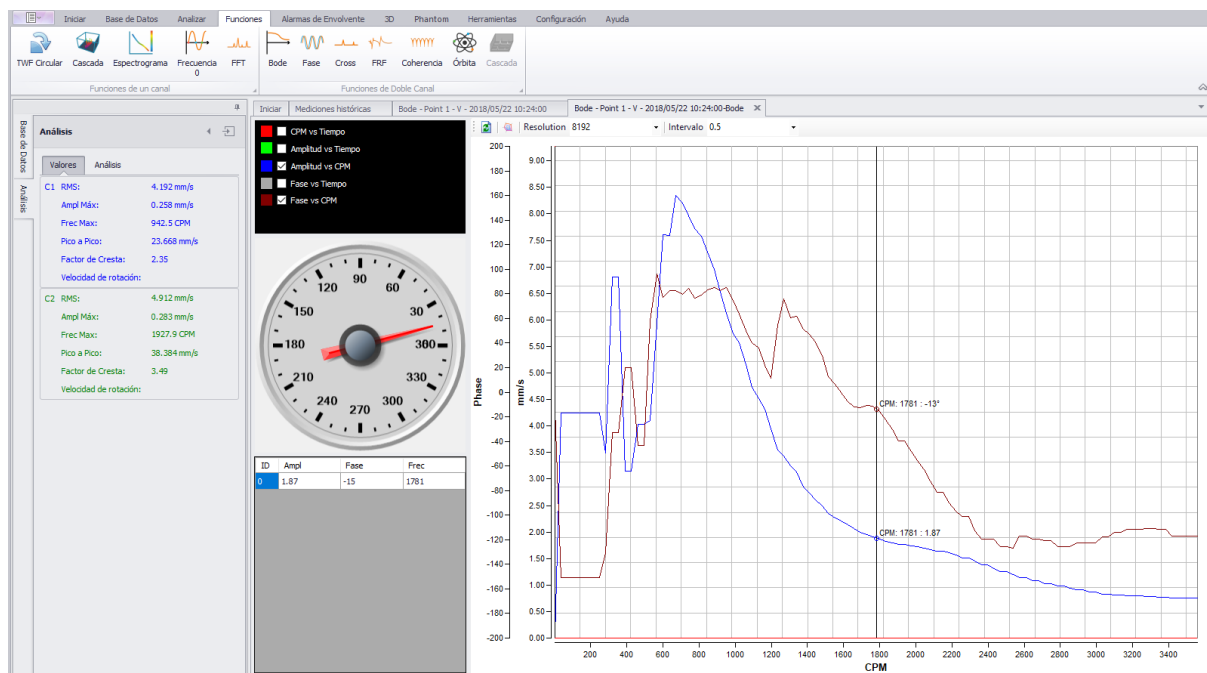 Iniciar Base de Datos Analizar Funciones Alarmas de Envolvente 3D Phantom Herramientas Configuración Ayuda
TWF Circular Cascada Espectrograma Frecuencia 0 FFT Bode Fase Cross FRF Coherencia Órbita Cascada
Funciones de un canal Funciones de Doble Canal
Base de Datos
Análisis
Análisis
Valores Análisis
C1 RMS: 4.192 mm/s
Ampl Máx: 0.258 mm/s
Frec Max: 942.5 CPM
Pico a Pico: 23.668 mm/s
Factor de Cresta: 2.35
Velocidad de rotación:
C2 RMS: 4.912 mm/s
Ampl Máx: 0.283 mm/s
Frec Max: 1927.9 CPM
Pico a Pico: 38.384 mm/s
Factor de Cresta: 3.49
Velocidad de rotación:
Iniciar Mediciones históricas Bode - Point 1 - V - 2018/05/22 10:24:00 Bode - Point 1 - V - 2018/05/22 10:24:00-Bode
CPM vs Tiempo
Amplitud vs Tiempo
Amplitud vs CPM
Fase vs Tiempo
Fase vs CPM
120 90 60
150 30
180
210 330
240 270 300
ID Ampl Fase Frec
0 1.87 -15 1781
Resolution 8192 Intervalo 0.5
Phase
200
180
160
140
120
100
80
60
40
20
0
-20
-40
-60
-80
-100
-120
-140
-160
-180
-200
mm/s
9.00
8.50
8.00
7.50
7.00
6.50
6.00
5.50
5.00
4.50
4.00
3.50
3.00
2.50
2.00
1.50
1.00
0.50
0.00
CPM: 1781 : -13°
CPM: 1781 : 1.87
200 400 600 800 1000 1200 1400 1600 1800 2000 2200 2400 2600 2800 3000 3200 3400
CPM